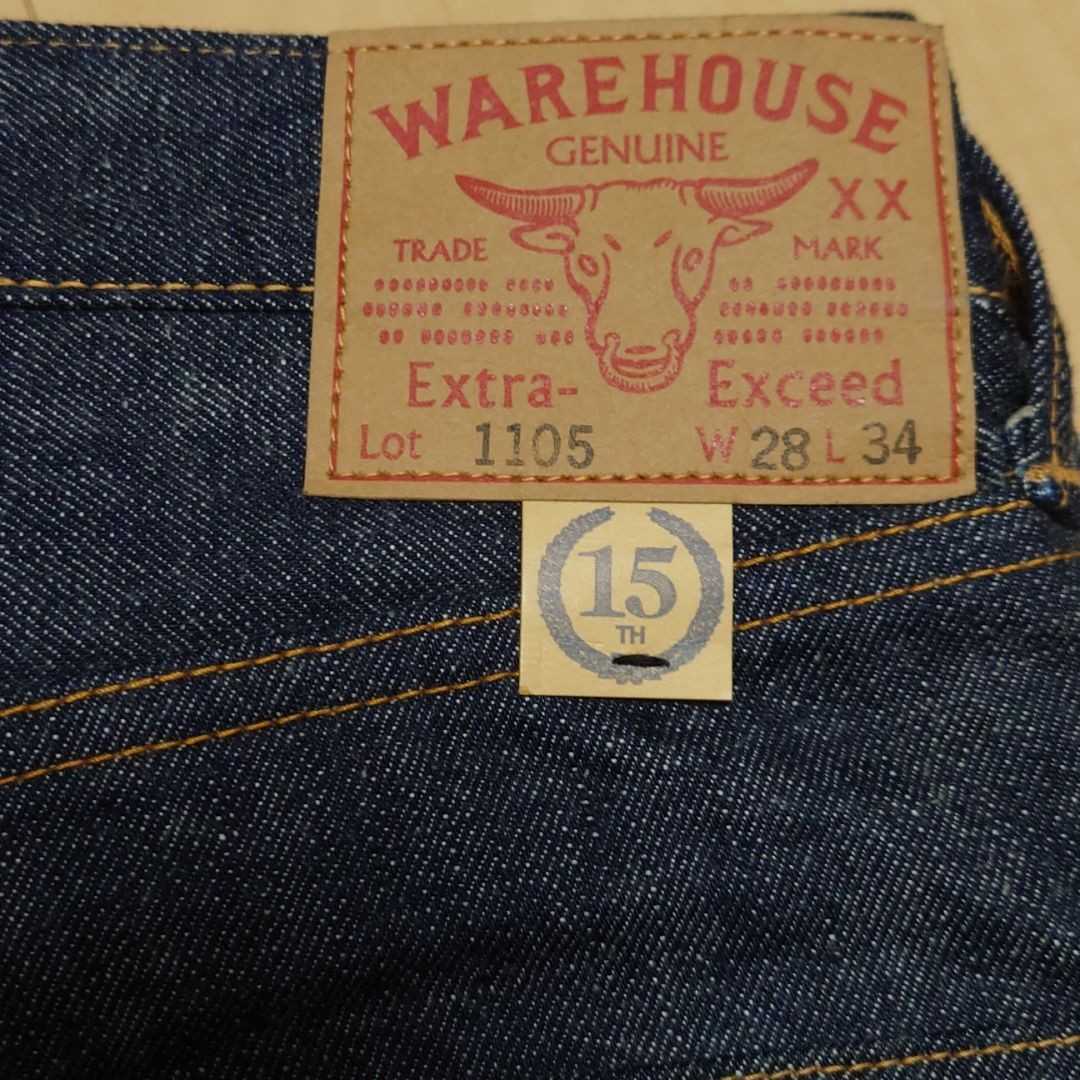 WAREHOUSE
GENUINE
XX
TRADE MARK
Extra- Exceed
Lot 1105 W 28 L 34
15
TH